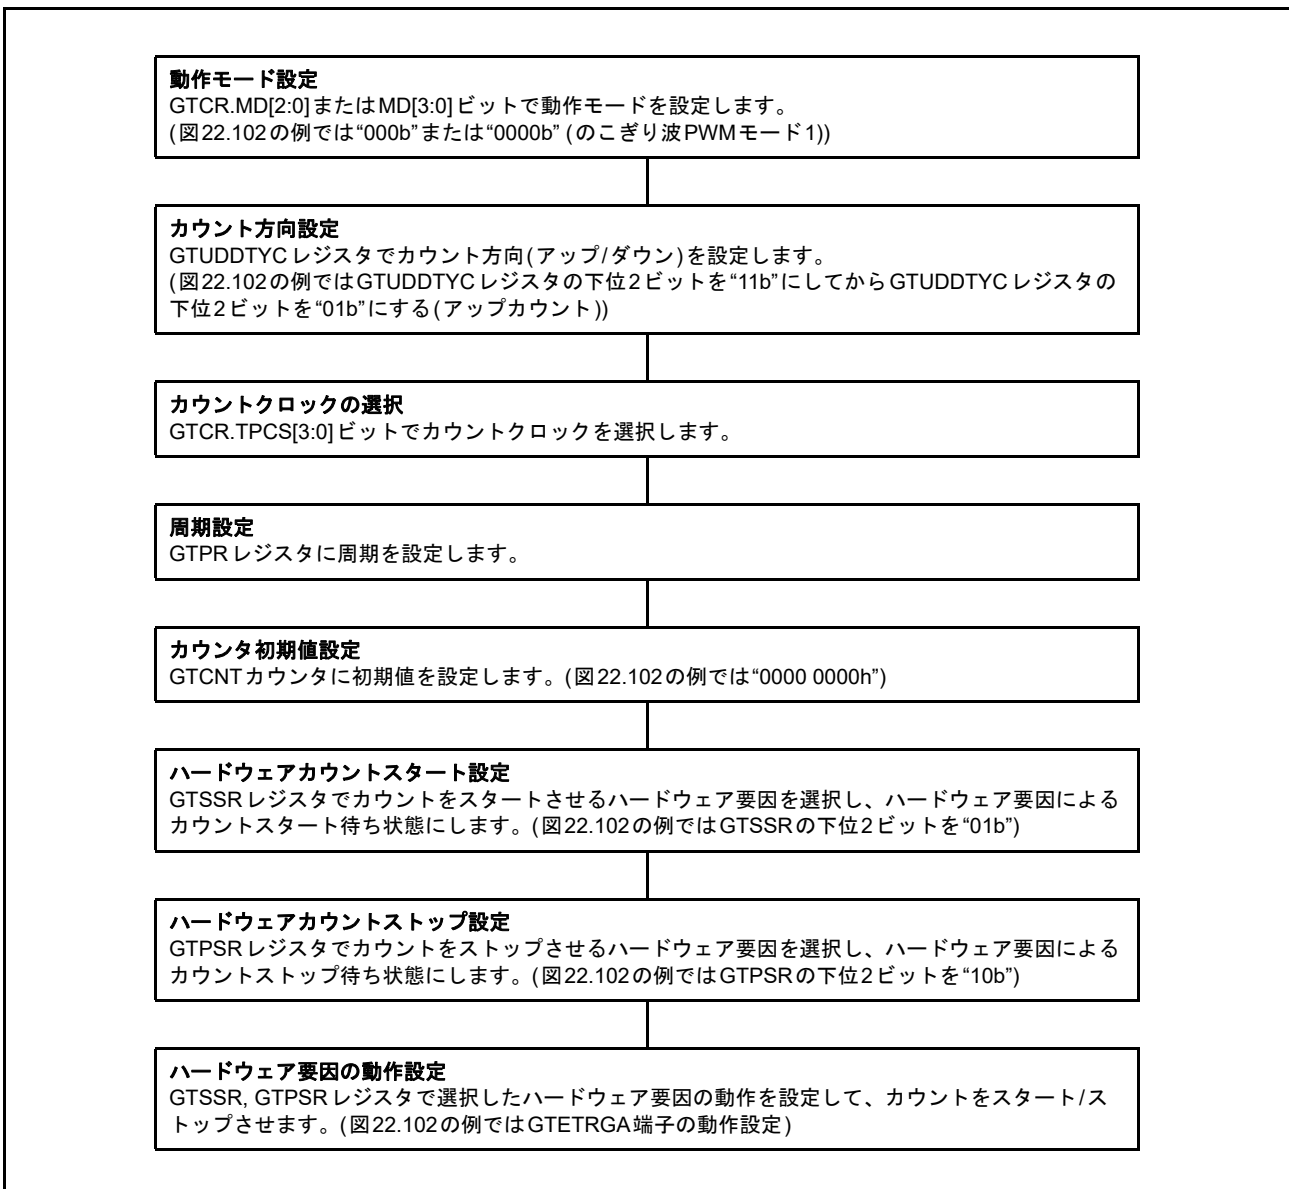 動作モード設定
GTCR.MD[2:0]またはMD[3:0]ビットで動作モードを設定します。
(図22.102の例では“000b”または“0000b” (のこぎり波PWMモード1))
カウント方向設定
GTUDDTYCレジスタでカウント方向(アップ/ダウン)を設定します。
(図22.102の例ではGTUDDTYCレジスタの下位2ビットを“11b”にしてからGTUDDTYCレジスタの
下位2ビットを“01b”にする(アップカウント))
カウントクロックの選択
GTCR.TPCS[3:0]ビットでカウントクロックを選択します。
周期設定
GTPRレジスタに周期を設定します。
カウンタ初期値設定
GTCNTカウンタに初期値を設定します。(図22.102の例では“0000 0000h”)
ハードウェアカウントスタート設定
GTSSRレジスタでカウントをスタートさせるハードウェア要因を選択し、ハードウェア要因による
カウントスタート待ち状態にします。(図22.102の例ではGTSSRの下位2ビットを“01b”)
ハードウェアカウントストップ設定
GTPSRレジスタでカウントをストップさせるハードウェア要因を選択し、ハードウェア要因による
カウントストップ待ち状態にします。(図22.102の例ではGTPSRの下位2ビットを“10b”)
ハードウェア要因の動作設定
GTSSR, GTPSRレジスタで選択したハードウェア要因の動作を設定して、カウントをスタート/ス
トップさせます。(図22.102の例ではGTETRGA端子の動作設定)